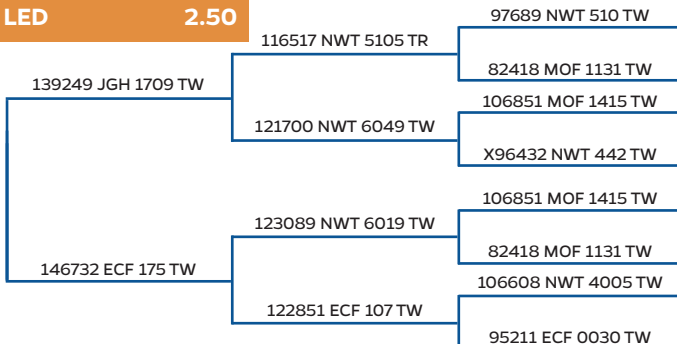 LED 2.50
97689 NWT 510 TW
116517 NWT 5105 TR
82418 MOF 1131 TW
139249 JGH 1709 TW
106851 MOF 1415 TW
121700 NWT 6049 TW
X96432 NWT 442 TW
106851 MOF 1415 TW
123089 NWT 6019 TW
82418 MOF 1131 TW
146732 ECF 175 TW
106608 NWT 4005 TW
122851 ECF 107 TW
95211 ECF 0030 TW